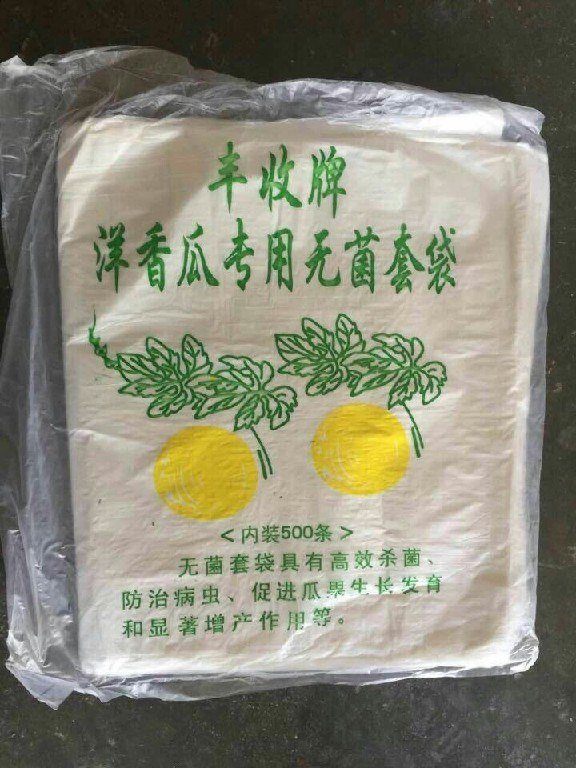 丰收牌
洋香瓜专用无菌套袋
<内装500条>
无菌套袋具有高效杀菌、
防治病虫、促进瓜果生长发育
和显著增产作用等。